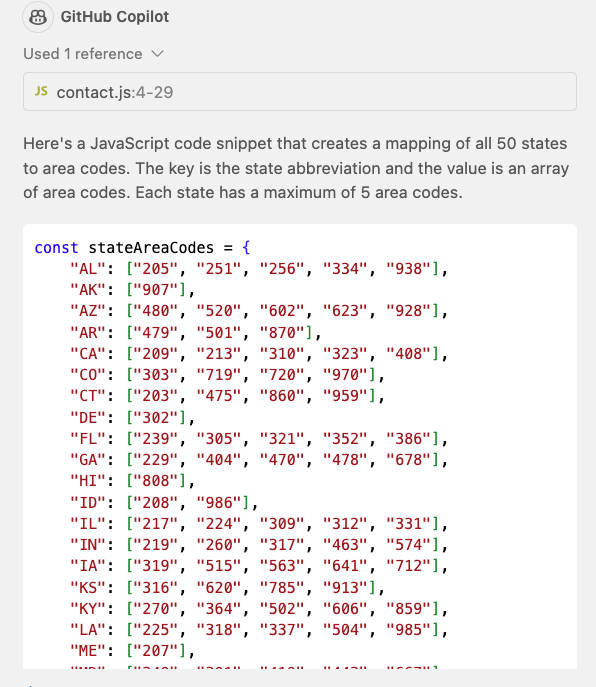 GitHub Copilot
Used 1 reference
JS contact.js:4-29
Here's a JavaScript code snippet that creates a mapping of all 50 states
to area codes. The key is the state abbreviation and the value is an array
of area codes. Each state has a maximum of 5 area codes.
const stateAreaCodes = {
    "AL": ["205", "251", "256", "334", "938"],
    "AK": ["907"],
    "AZ": ["480", "520", "602", "623", "928"],
    "AR": ["479", "501", "870"],
    "CA": ["209", "213", "310", "323", "408"],
    "CO": ["303", "719", "720", "970"],
    "CT": ["203", "475", "860", "959"],
    "DE": ["302"],
    "FL": ["239", "305", "321", "352", "386"],
    "GA": ["229", "404", "470", "478", "678"],
    "HI": ["808"],
    "ID": ["208", "986"],
    "IL": ["217", "224", "309", "312", "331"],
    "IN": ["219", "260", "317", "463", "574"],
    "IA": ["319", "515", "563", "641", "712"],
    "KS": ["316", "620", "785", "913"],
    "KY": ["270", "364", "502", "606", "859"],
    "LA": ["225", "318", "337", "504", "985"],
    "ME": ["207"],